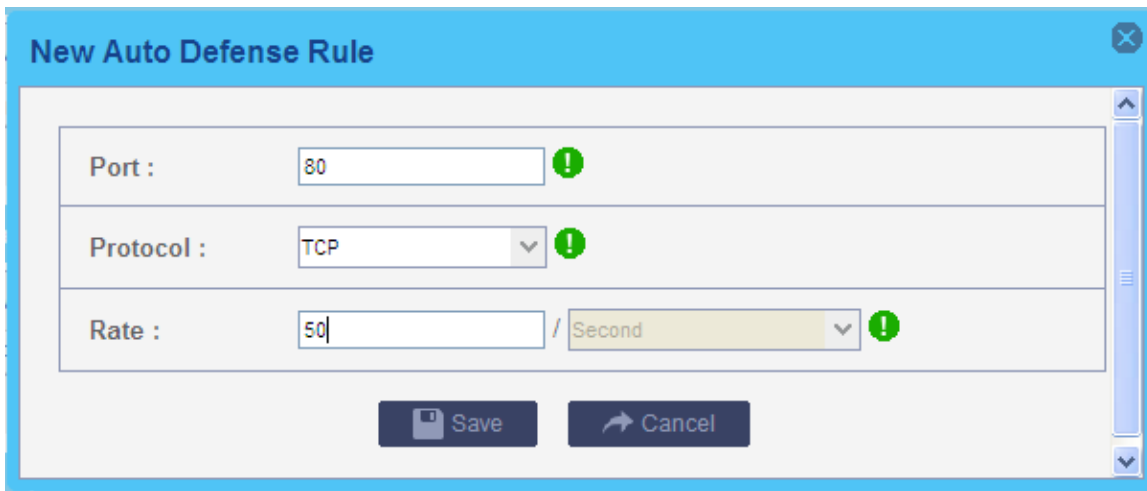 New Auto Defense Rule
Port : 80
Protocol : TCP
Rate : 50 / Second
Save Cancel